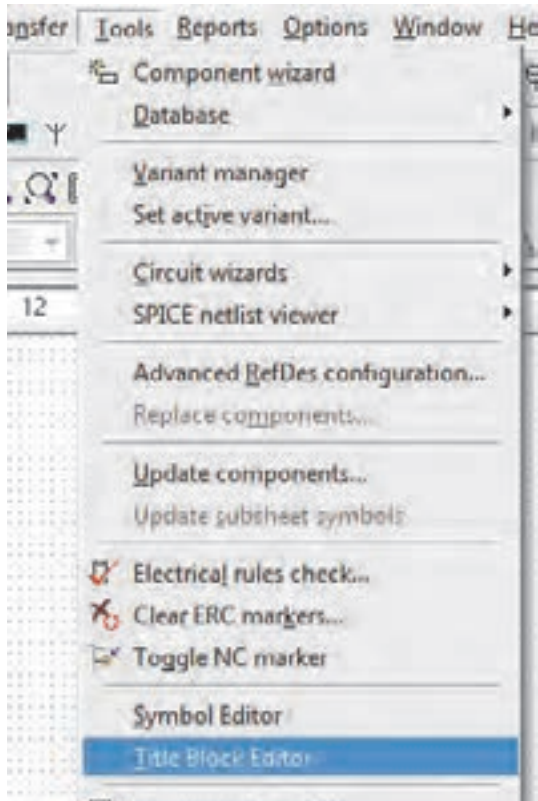 nsfer Tools Reports Options Window He
Component wizard
Database
Variant manager
Set active variant...
12
Circuit wizards
SPICE netlist viewer
Advanced RefDes configuration...
Replace components...
Update components...
Update subsheet symbols
Electrical rules check...
Clear ERC markers...
Toggle NC marker
Symbol Editor
Title Block Editor